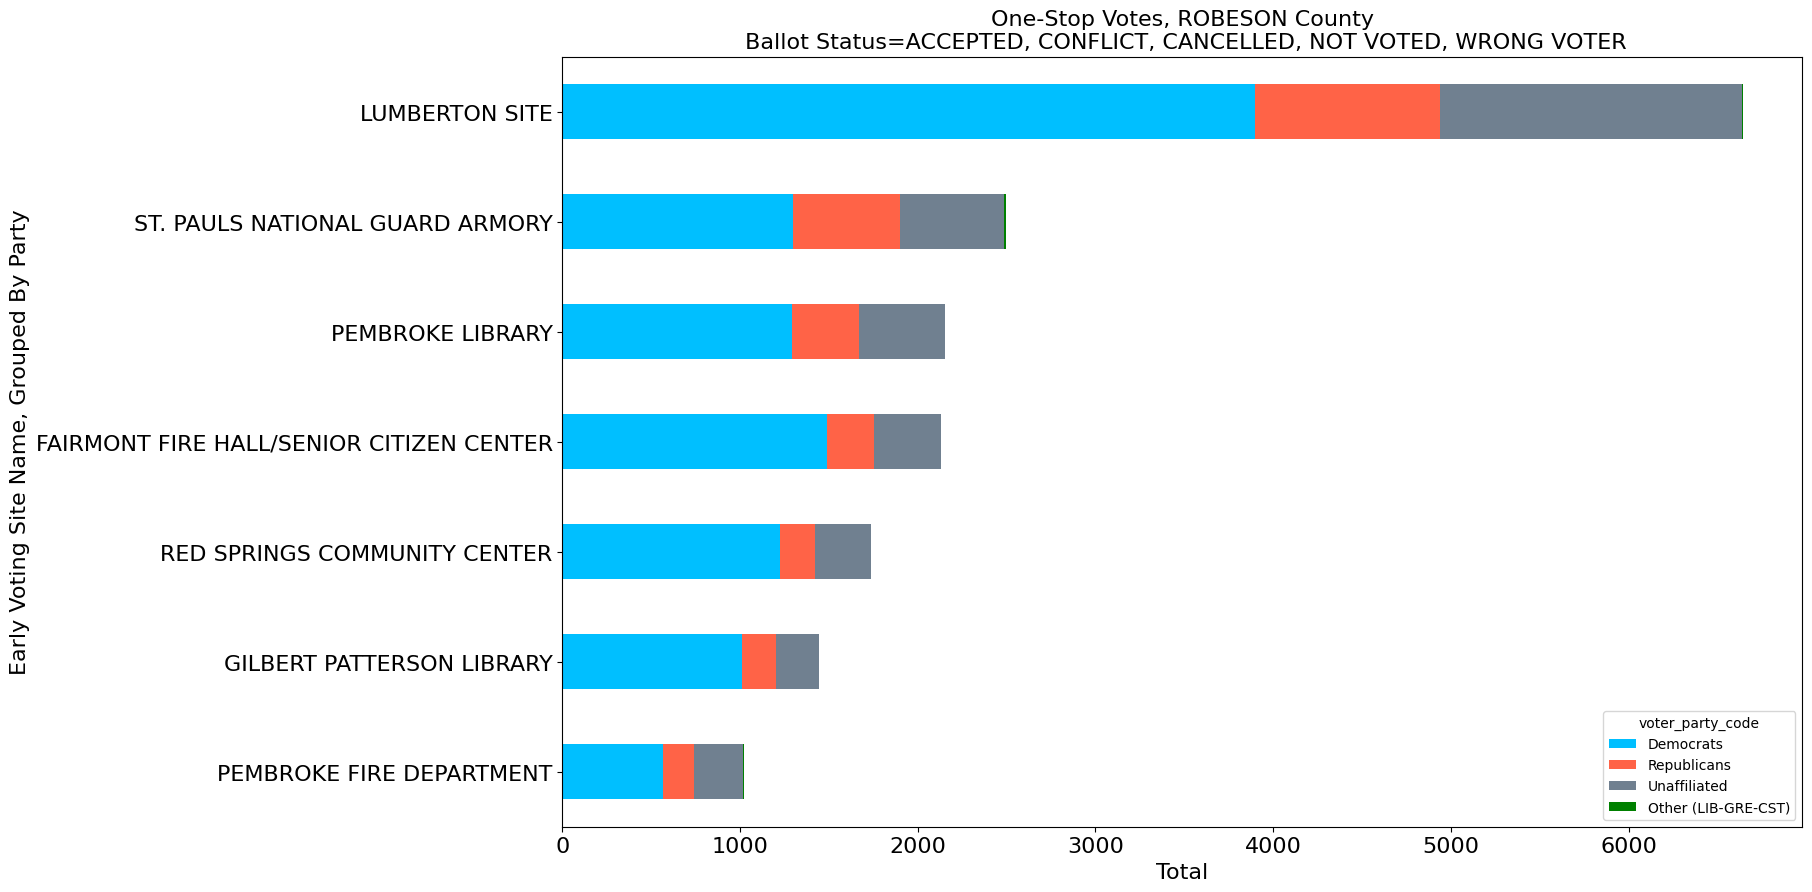 One-Stop Votes, ROBESON County
Ballot Status=ACCEPTED, CONFLICT, CANCELLED, NOT VOTED, WRONG VOTER
Early Voting Site Name, Grouped By Party
LUMBERTON SITE
ST. PAULS NATIONAL GUARD ARMORY
PEMBROKE LIBRARY
FAIRMONT FIRE HALL/SENIOR CITIZEN CENTER
RED SPRINGS COMMUNITY CENTER
GILBERT PATTERSON LIBRARY
PEMBROKE FIRE DEPARTMENT
voter_party_code
Democrats
Republicans
Unaffiliated
Other (LIB-GRE-CST)
0 1000 2000 3000 4000 5000 6000
Total